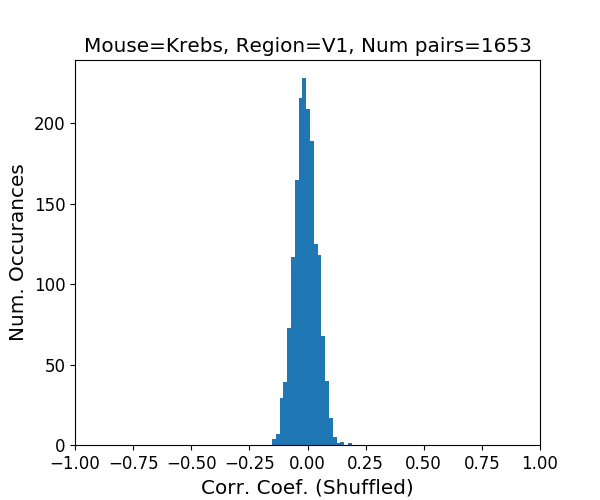 Mouse=Krebs, Region=V1, Num pairs=1653
Num. Occurances
200
150
100
50
0
−1.00 −0.75 −0.50 −0.25 0.00 0.25 0.50 0.75 1.00
Corr. Coef. (Shuffled)